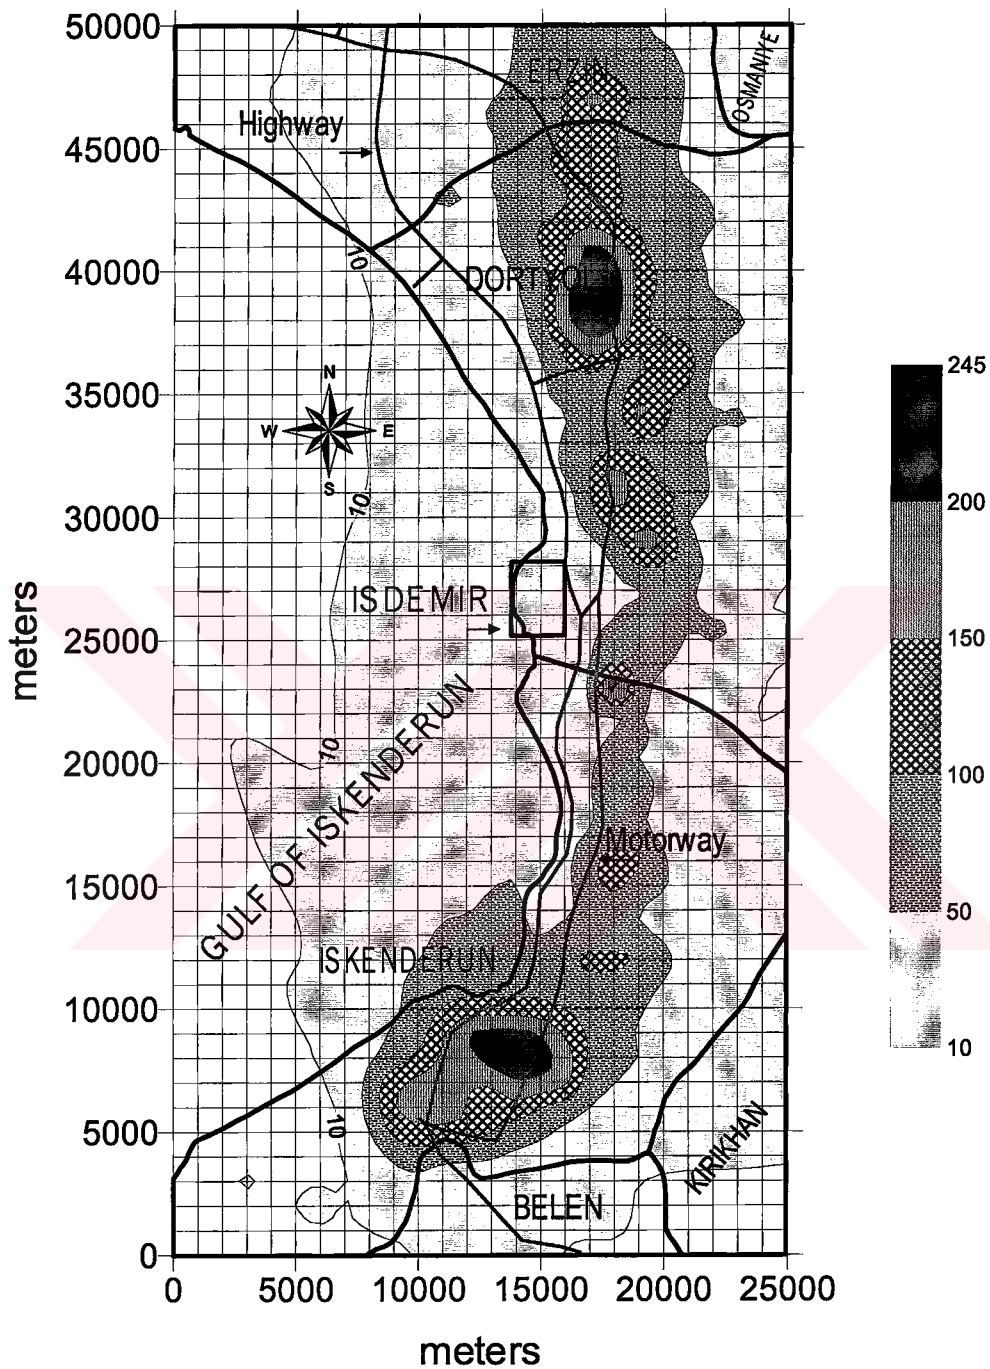 50000
45000
40000
35000
30000
25000
20000
15000
10000
5000
0
0
5000
10000
15000
20000
25000
meters
meters
ERZIN
OSMANIYE
Highway
10
DORTYOL
N
W
E
S
10
ISDEMIR
GULF OF ISKENDERUN
10
Motorway
ISKENDERUN
10
KIRIKHAN
BELEN
245
200
150
100
50
10